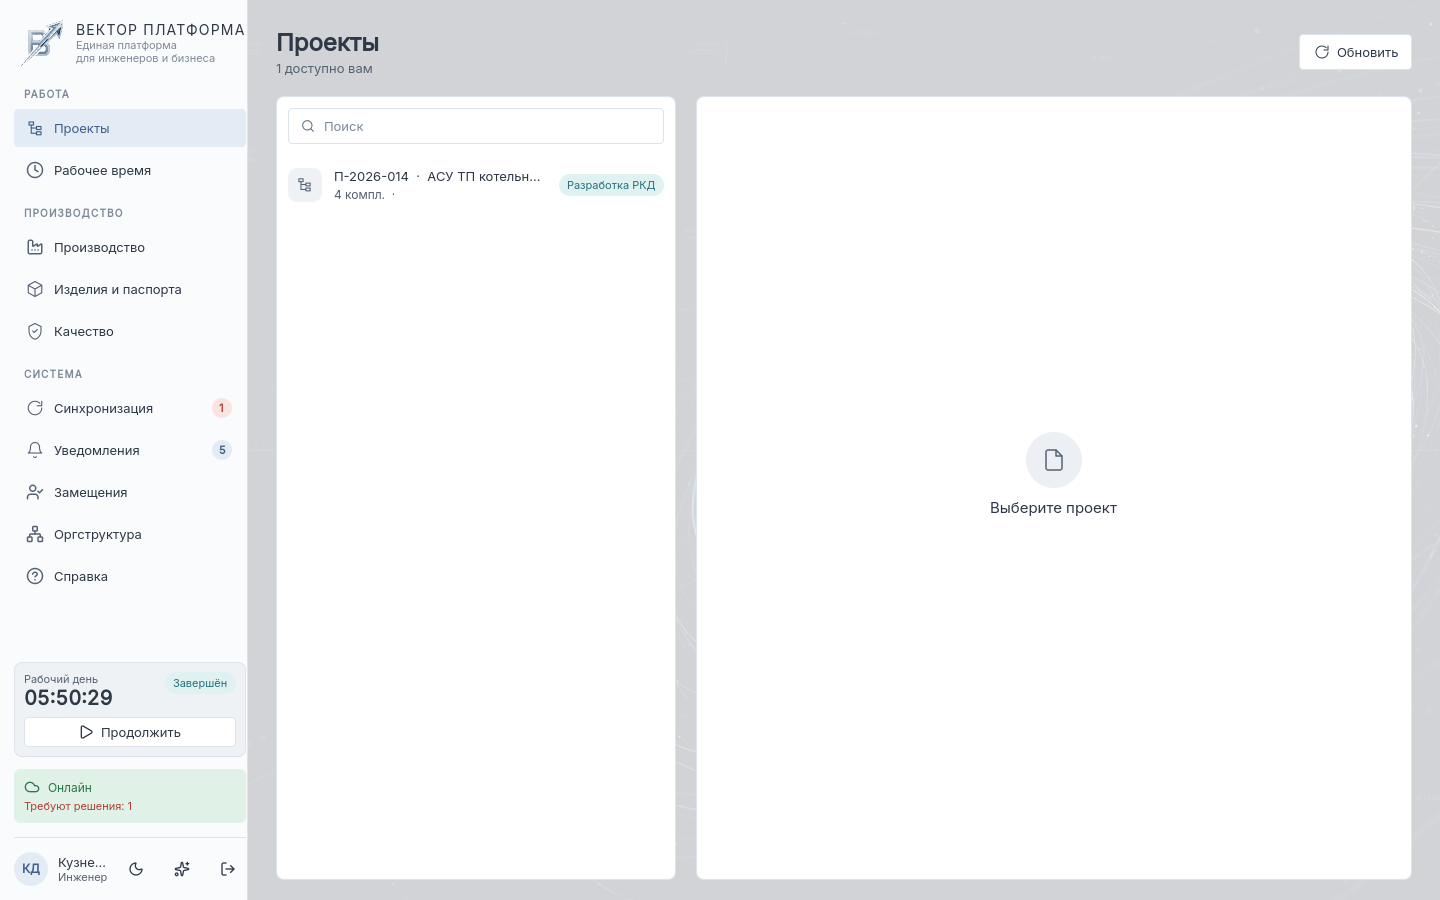 ВЕКТОР ПЛАТФОРМА
Единая платформа
для инженеров и бизнеса
РАБОТА
Проекты
Рабочее время
ПРОИЗВОДСТВО
Производство
Изделия и паспорта
Качество
СИСТЕМА
Синхронизация 1
Уведомления 5
Замещения
Оргструктура
Справка
Рабочий день
Завершён
05:50:29
Продолжить
Онлайн
Требуют решения: 1
КД
Кузне...
Инженер
Проекты
1 доступно вам
Обновить
Поиск
П-2026-014 · АСУ ТП котельн...
4 компл. ·
Разработка РКД
Выберите проект